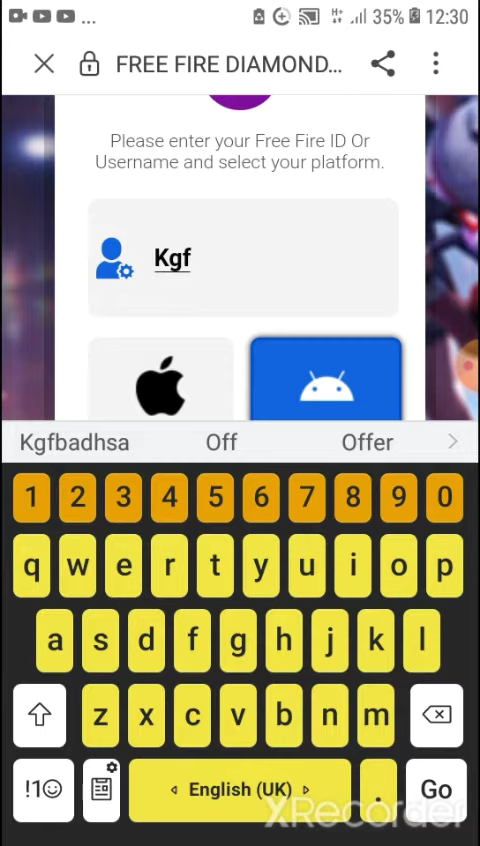 ... H+ 35% 12:30
FREE FIRE DIAMOND...
Please enter your Free Fire ID Or
Username and select your platform.
Kgf
Kgfbadhsa Off Offer
1 2 3 4 5 6 7 8 9 0
q w e r t y u i o p
a s d f g h j k l
z x c v b n m
!1☺ English (UK) . Go
XRecorder